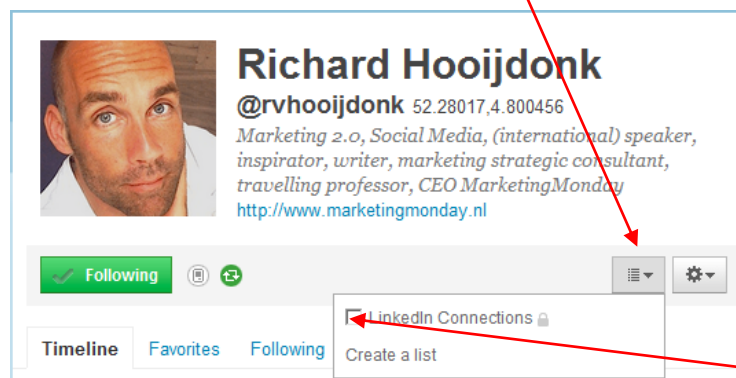 Richard Hooijdonk
@rvhooijdonk 52.28017,4.800456
Marketing 2.0, Social Media, (international) speaker,
inspirator, writer, marketing strategic consultant,
travelling professor, CEO MarketingMonday
http://www.marketingmonday.nl
Following
LinkedIn Connections
Timeline Favorites Following
Create a list